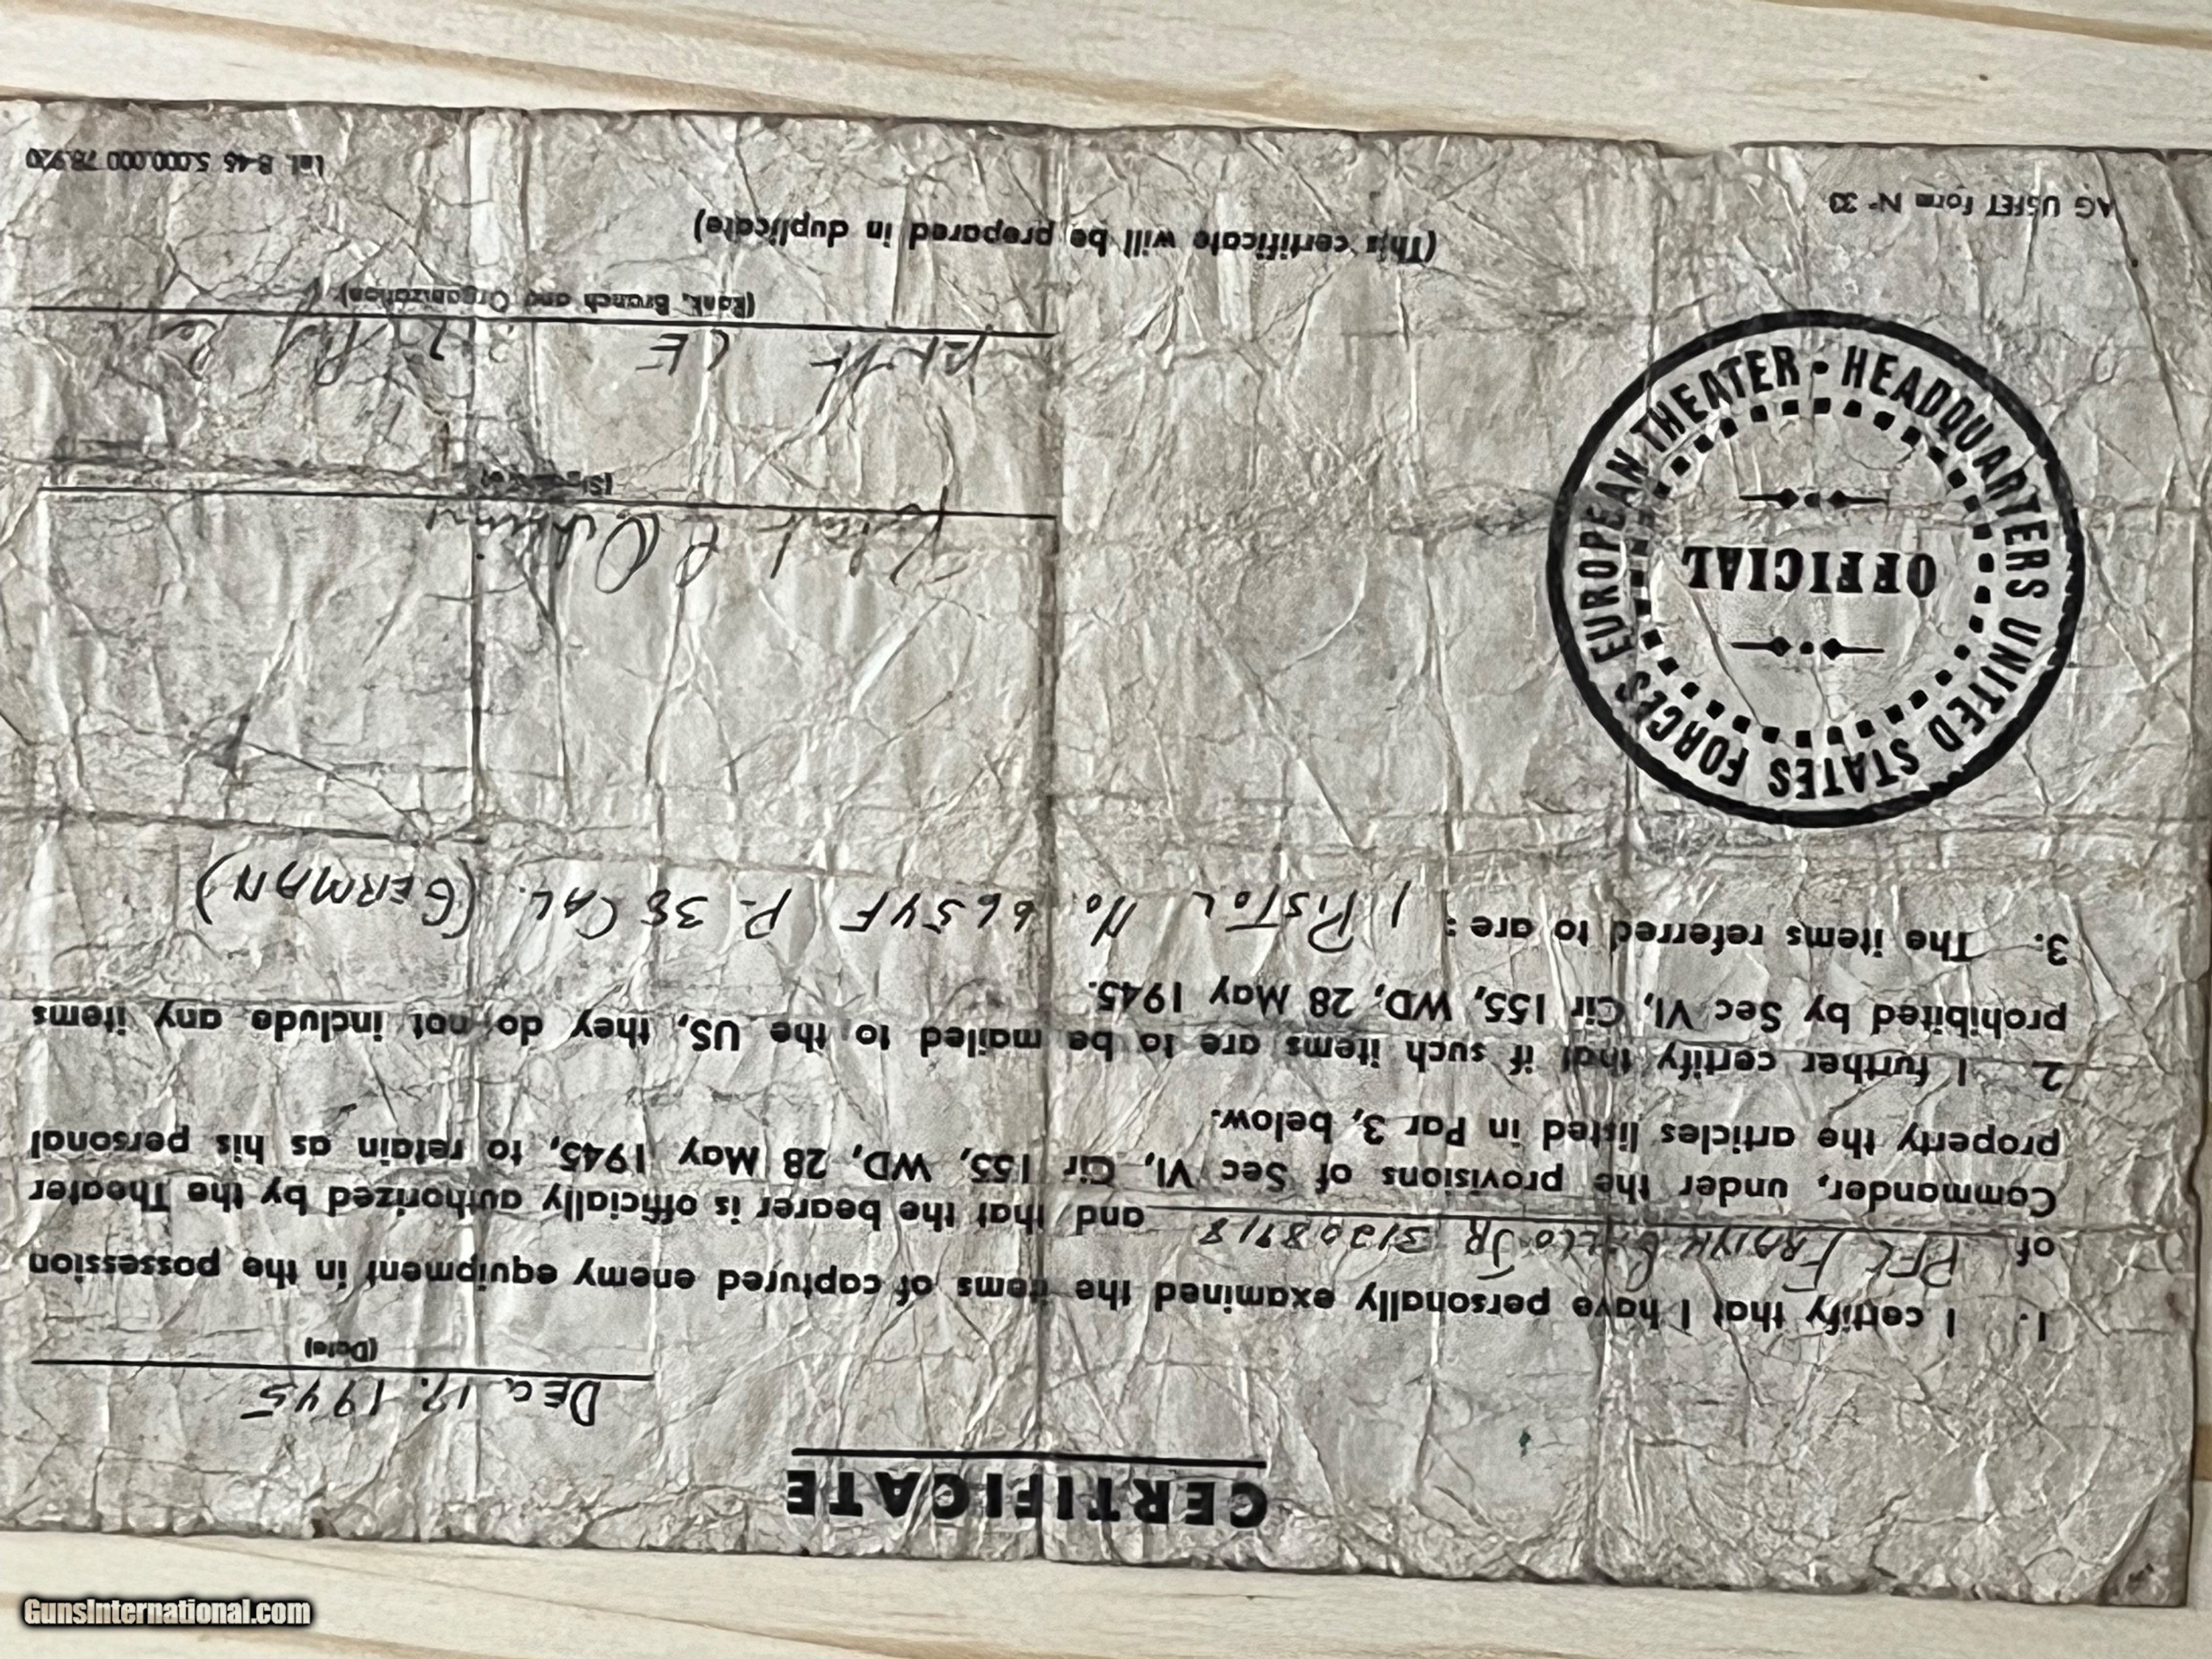 CERTIFICATE
DEC. 17. 1945
(Date)
1. I certify that I have personally examined the items of captured enemy equipment in the possession
of PFC FRANK GALLO JR 31208918 and that the bearer is officially authorized by the Theater
Commander, under the provisions of Sec VI, Cir 155, WD, 28 May 1945, to retain as his personal
property the articles listed in Par 3, below.
2. I further certify that if such items are to be mailed to the US, they do not include any items
prohibited by Sec VI, Cir 155, WD, 28 May 1945.
3. The items referred to are : 1 PISTOL No. 6654F P-38 CAL. (GERMAN)
HEADQUARTERS UNITED STATES FORCES EUROPEAN THEATER •
OFFICIAL
Robert P
(Signature)
CE
(Rank, Branch and Organization)
(This certificate will be prepared in duplicate)
AG USFET Form Nº 33
8-45 5.000.000 78.920
GunsInternational.com